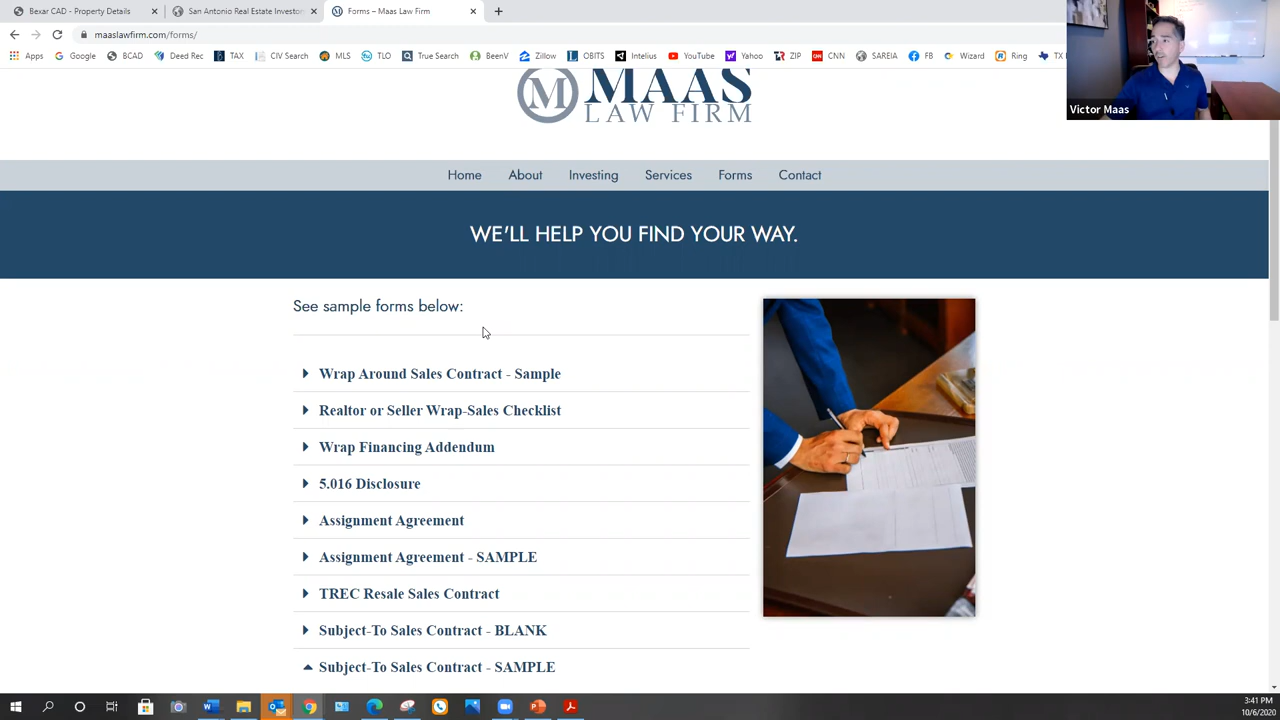 Bexar CAD - Property Details
San Antonio Real Estate Investor
Forms – Maas Law Firm
maaslawfirm.com/forms/
Apps
Google
BCAD
Deed Rec
TAX
CIV Search
MLS
TLO
True Search
BeenV
Zillow
OBITS
Intelius
YouTube
Yahoo
ZIP
CNN
SAREIA
FB
Wizard
Ring
Victor Maas
M MAAS
LAW FIRM
Home About Investing Services Forms Contact
WE'LL HELP YOU FIND YOUR WAY.
See sample forms below:
Wrap Around Sales Contract - Sample
Realtor or Seller Wrap-Sales Checklist
Wrap Financing Addendum
5.016 Disclosure
Assignment Agreement
Assignment Agreement - SAMPLE
TREC Resale Sales Contract
Subject-To Sales Contract - BLANK
Subject-To Sales Contract - SAMPLE
3:41 PM
10/6/2020